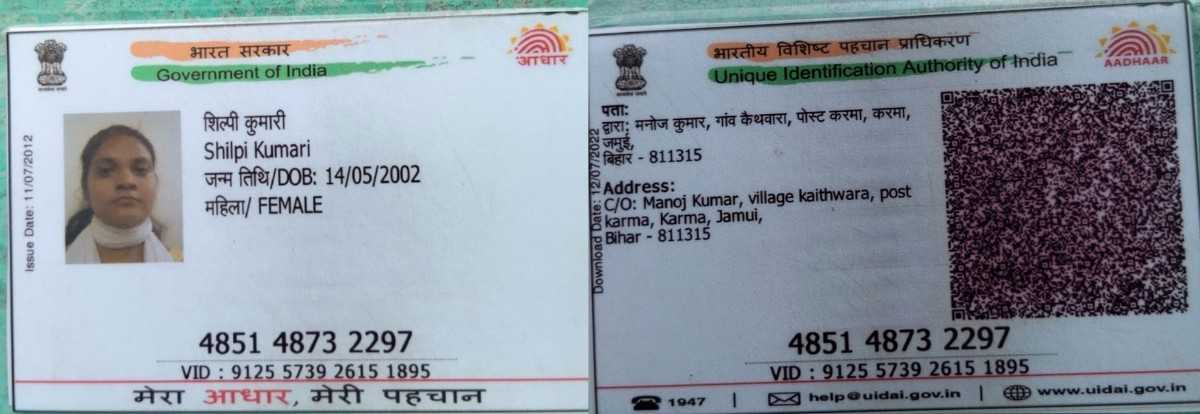 भारत सरकार
Government of India
आधार
Issue Date: 11/07/2012
शिल्पी कुमारी
Shilpi Kumari
जन्म तिथि/DOB: 14/05/2002
महिला/ FEMALE
4851 4873 2297
VID : 9125 5739 2615 1895
मेरा आधार, मेरी पहचान
भारतीय विशिष्ट पहचान प्राधिकरण
Unique Identification Authority of India
AADHAAR
Download Date: 12/07/2022
पता:
द्वारा: मनोज कुमार, गांव कैथवारा, पोस्ट करमा, करमा,
जमुई,
बिहार - 811315
Address:
C/O: Manoj Kumar, village kaithwara, post
karma, Karma, Jamui,
Bihar - 811315
4851 4873 2297
VID : 9125 5739 2615 1895
1947 | help@uidai.gov.in | www.uidai.gov.in